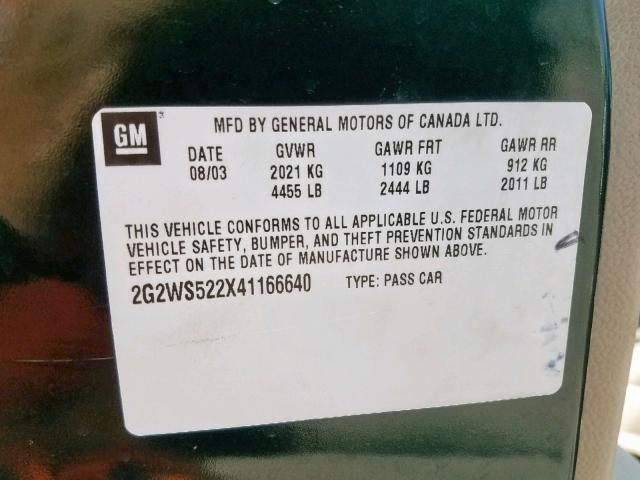 GM
MFD BY GENERAL MOTORS OF CANADA LTD.
DATE GVWR GAWR FRT GAWR RR
08/03 2021 KG 1109 KG 912 KG
4455 LB 2444 LB 2011 LB
THIS VEHICLE CONFORMS TO ALL APPLICABLE U.S. FEDERAL MOTOR
VEHICLE SAFETY, BUMPER, AND THEFT PREVENTION STANDARDS IN
EFFECT ON THE DATE OF MANUFACTURE SHOWN ABOVE.
2G2WS522X41166640 TYPE: PASS CAR